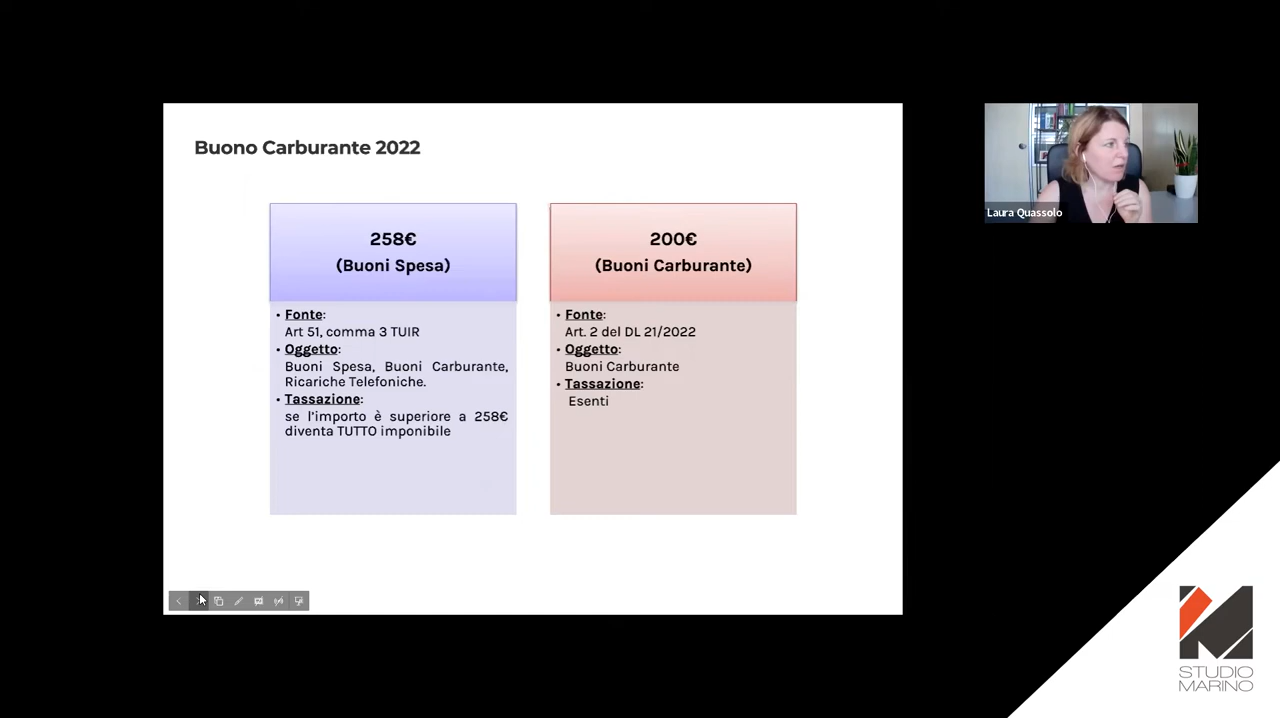 Buono Carburante 2022
258€
(Buoni Spesa)
• Fonte:
Art 51, comma 3 TUIR
• Oggetto:
Buoni Spesa, Buoni Carburante,
Ricariche Telefoniche.
• Tassazione:
se l'importo è superiore a 258€
diventa TUTTO imponibile
200€
(Buoni Carburante)
• Fonte:
Art. 2 del DL 21/2022
• Oggetto:
Buoni Carburante
• Tassazione:
Esenti
Laura Quassolo
STUDIO
MARINO